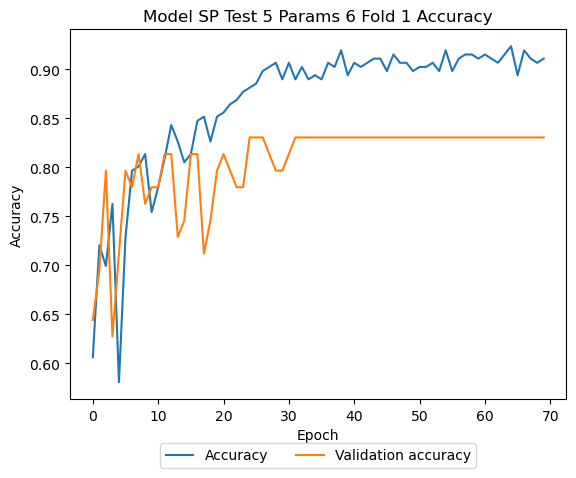 Model SP Test 5 Params 6 Fold 1 Accuracy
0.90
0.85
0.80
0.75
0.70
0.65
0.60
Accuracy
0 10 20 30 40 50 60 70
Epoch
Accuracy Validation accuracy